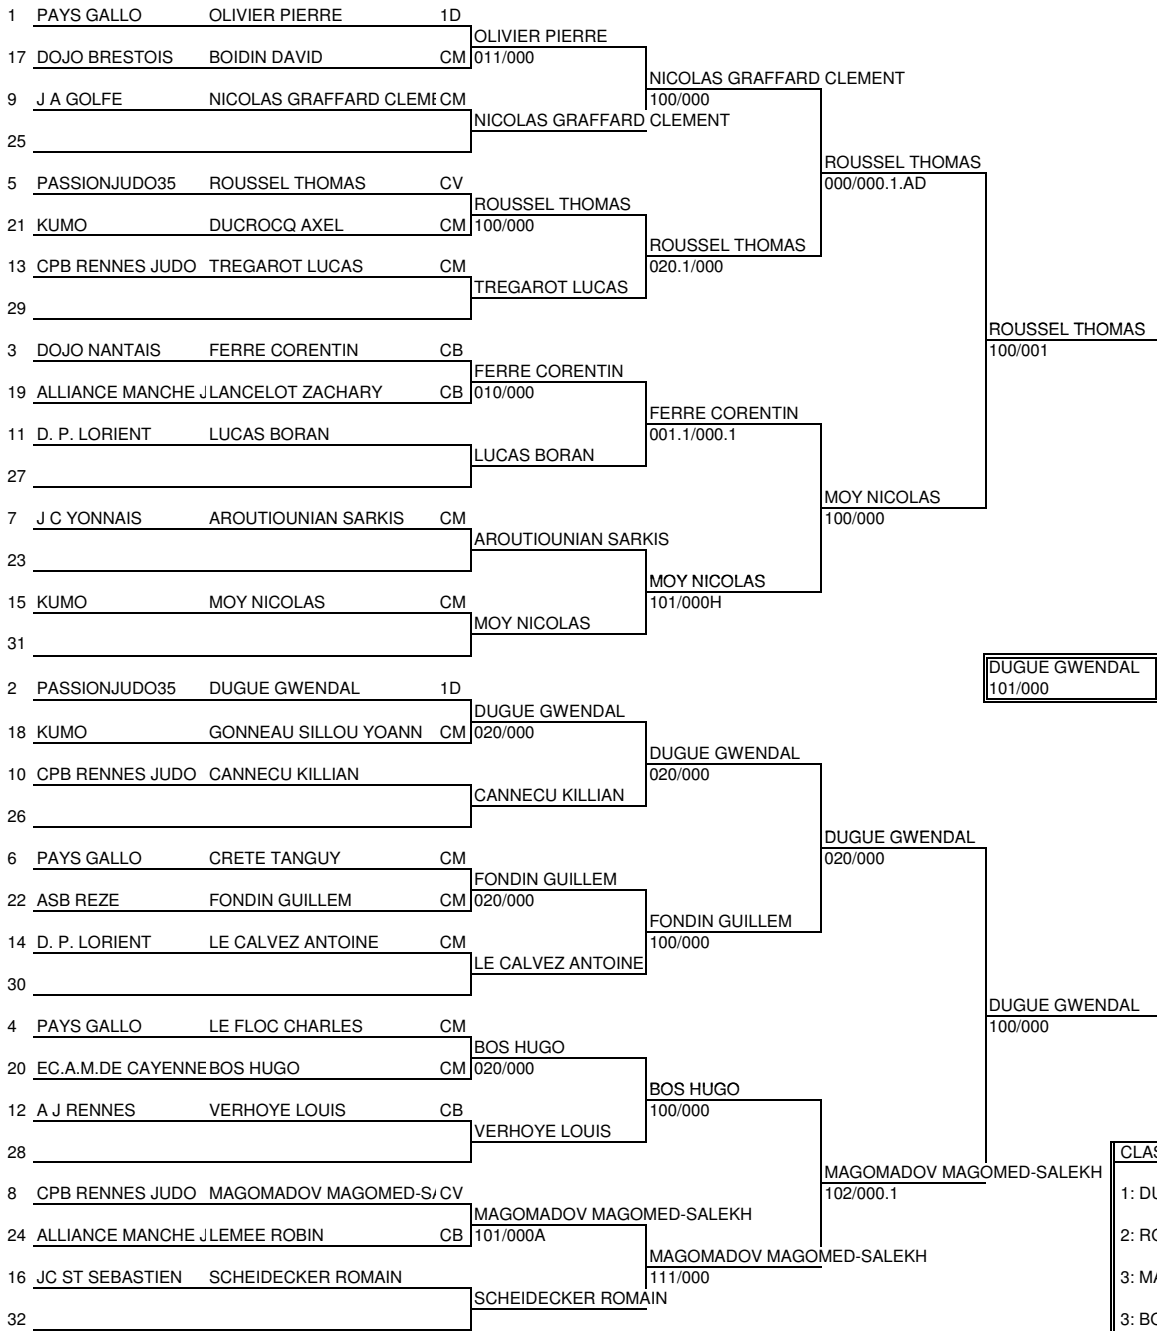 1 PAYS GALLO OLIVIER PIERRE 1D
OLIVIER PIERRE
17 DOJO BRESTOIS BOIDIN DAVID CM 011/000
NICOLAS GRAFFARD CLEMENT
9 J A GOLFE NICOLAS GRAFFARD CLEME CM 100/000
NICOLAS GRAFFARD CLEMENT
25
ROUSSEL THOMAS
5 PASSIONJUDO35 ROUSSEL THOMAS CV 000/000.1.AD
ROUSSEL THOMAS
21 KUMO DUCROCQ AXEL CM 100/000
ROUSSEL THOMAS
13 CPB RENNES JUDO TREGAROT LUCAS CM 020.1/000
TREGAROT LUCAS
29
ROUSSEL THOMAS
3 DOJO NANTAIS FERRE CORENTIN CB 100/001
FERRE CORENTIN
19 ALLIANCE MANCHE J LANCELOT ZACHARY CB 010/000
FERRE CORENTIN
11 D. P. LORIENT LUCAS BORAN 001.1/000.1
LUCAS BORAN
27
MOY NICOLAS
7 J C YONNAIS AROUTIOUNIAN SARKIS CM 100/000
AROUTIOUNIAN SARKIS
23
MOY NICOLAS
15 KUMO MOY NICOLAS CM 101/000H
MOY NICOLAS
31
DUGUE GWENDAL
2 PASSIONJUDO35 DUGUE GWENDAL 1D 101/000
DUGUE GWENDAL
18 KUMO GONNEAU SILLOU YOANN CM 020/000
DUGUE GWENDAL
10 CPB RENNES JUDO CANNECU KILLIAN 020/000
CANNECU KILLIAN
26
DUGUE GWENDAL
6 PAYS GALLO CRETE TANGUY CM 020/000
FONDIN GUILLEM
22 ASB REZE FONDIN GUILLEM CM 020/000
FONDIN GUILLEM
14 D. P. LORIENT LE CALVEZ ANTOINE CM 100/000
LE CALVEZ ANTOINE
30
DUGUE GWENDAL
4 PAYS GALLO LE FLOC CHARLES CM 100/000
BOS HUGO
20 EC.A.M.DE CAYENNE BOS HUGO CM 020/000
BOS HUGO
12 A J RENNES VERHOYE LOUIS CB 100/000
VERHOYE LOUIS
28 CLAS
MAGOMADOV MAGOMED-SALEKH
8 CPB RENNES JUDO MAGOMADOV MAGOMED-SA CV 102/000.1 1: DU
MAGOMADOV MAGOMED-SALEKH
24 ALLIANCE MANCHE J LEMEE ROBIN CB 101/000A 2: RO
MAGOMADOV MAGOMED-SALEKH
16 JC ST SEBASTIEN SCHEIDECKER ROMAIN 111/000 3: MA
SCHEIDECKER ROMAIN
32 3: BO